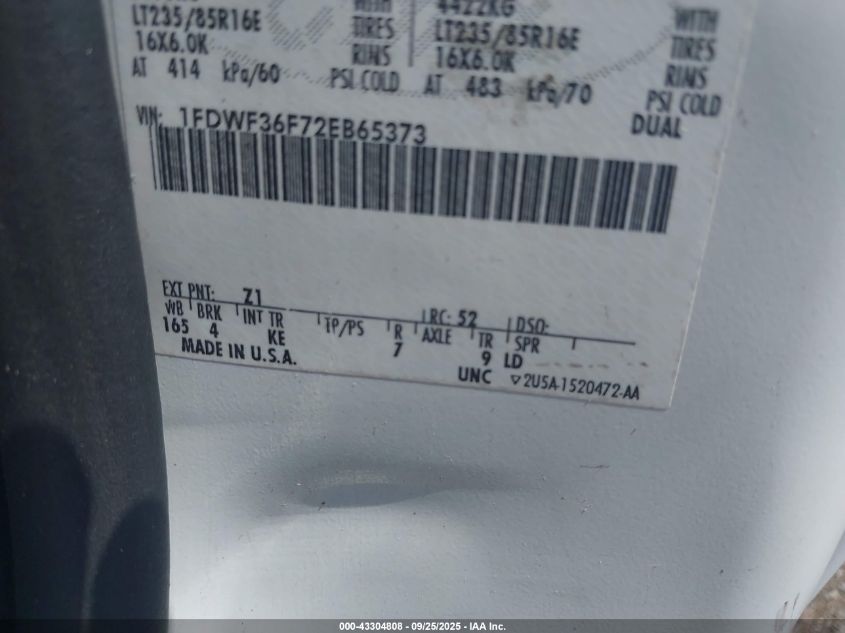 WITH 4422KG WITH
LT235/85R16E TIRES LT235/85R16E TIRES
16X6.0K RIMS 16X6.0K RIMS
AT 414 kPa/60 PSI COLD AT 483 kPa/70 PSI COLD
DUAL
VIN: 1FDWF36F72EB65373
EXT PNT: Z1 RC: 52 DSO:
WB BRK INT TR TP/PS R AXLE TR SPR
165 4 KE 7 9 LD
MADE IN U.S.A.
UNC ▽2U5A-1520472-AA
000-43304808 - 09/25/2025 - IAA Inc.